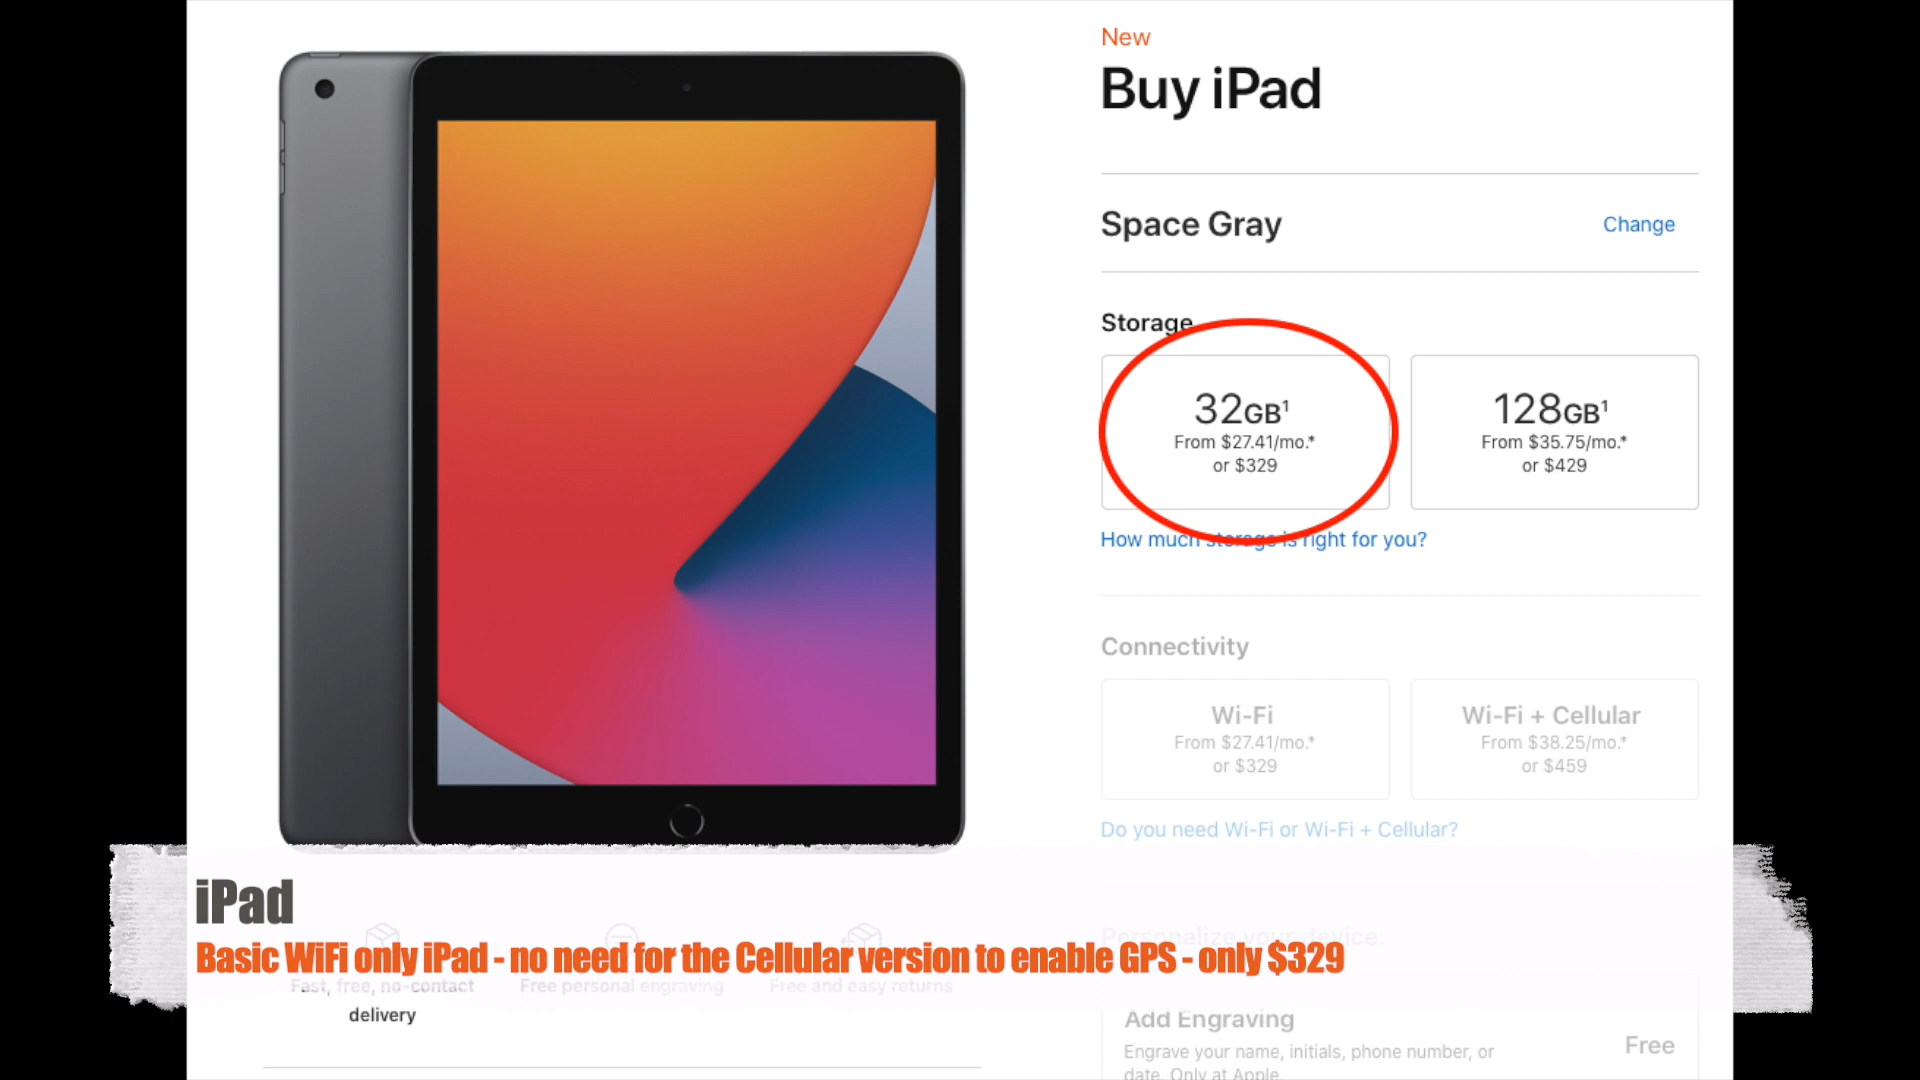 New
Buy iPad
Space Gray
Change
Storage
32GB¹
From $27.41/mo.*
or $329
128GB¹
From $35.75/mo.*
or $429
How much storage is right for you?
Connectivity
Wi-Fi
From $27.41/mo.*
or $329
Wi-Fi + Cellular
From $38.25/mo.*
or $459
Do you need Wi-Fi or Wi-Fi + Cellular?
iPad
Personalize your device.
Basic WiFi only iPad - no need for the Cellular version to enable GPS - only $329
Fast, free, no-contact
delivery
Free personal engraving
Free and easy returns
Add Engraving
Free
Engrave your name, initials, phone number, or
date. Only at Apple.